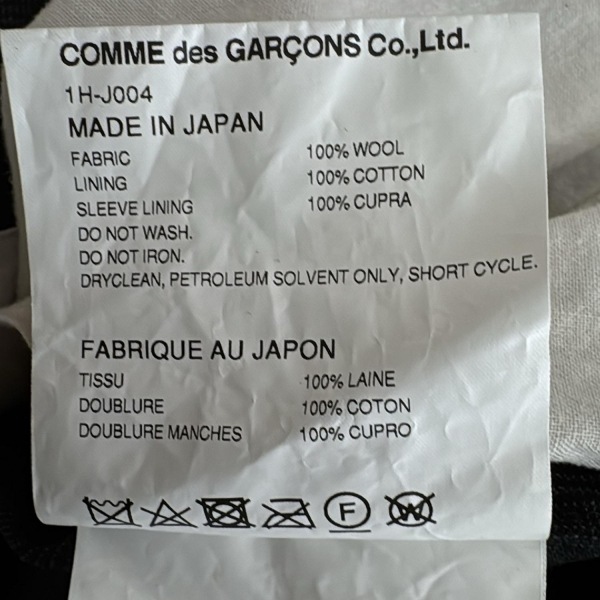 COMME des GARÇONS Co.,Ltd.
1H-J004
MADE IN JAPAN
FABRIC 100% WOOL
LINING 100% COTTON
SLEEVE LINING 100% CUPRA
DO NOT WASH.
DO NOT IRON.
DRYCLEAN, PETROLEUM SOLVENT ONLY, SHORT CYCLE.
FABRIQUE AU JAPON
TISSU 100% LAINE
DOUBLURE 100% COTON
DOUBLURE MANCHES 100% CUPRO
F W